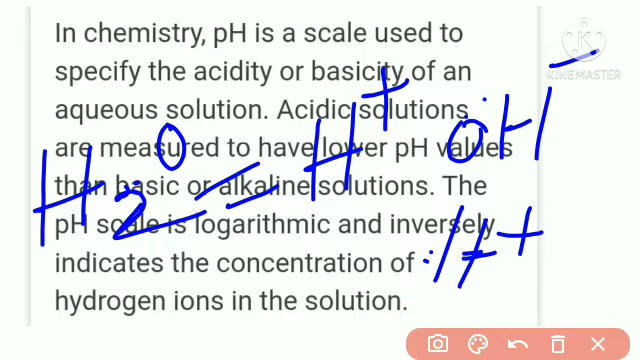 In chemistry, pH is a scale used to
specify the acidity or basicity of an
aqueous solution. Acidic solutions
are measured to have lower pH values
than basic or alkaline solutions. The
pH scale is logarithmic and inversely
indicates the concentration of
hydrogen ions in the solution.
H2O = H+ OH-
KINEMASTER